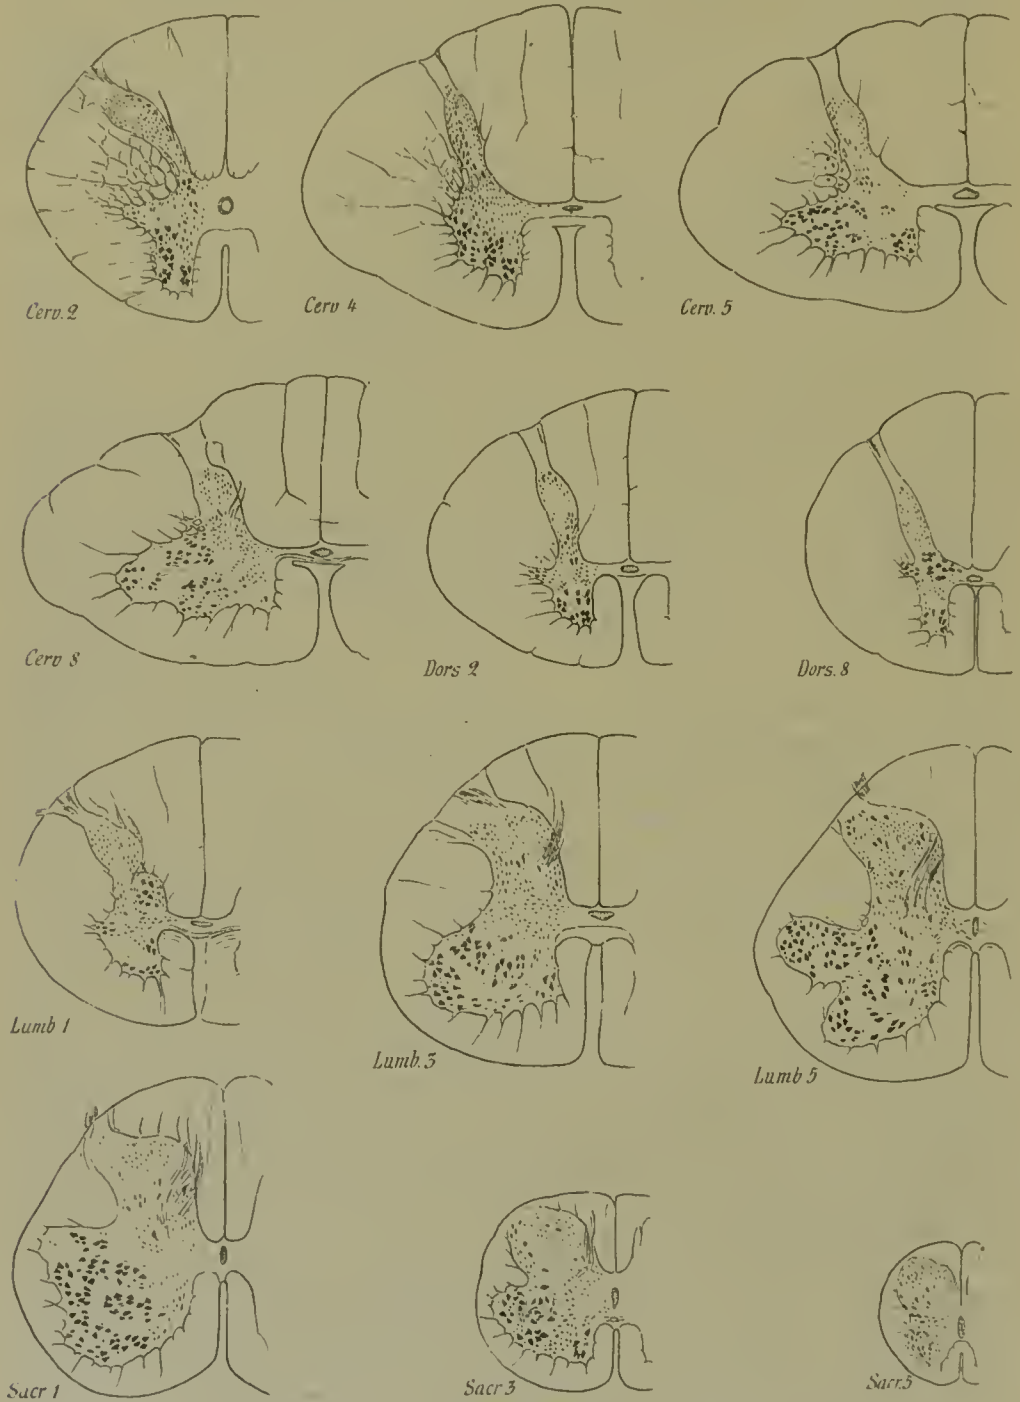 Cerv. 2
Cerv 4
Cerv. 5
Cerv 8
Dors 2
Dors. 8
Lumb 1
Lumb. 3
Lumb 5
Sacr 1
Sacr 3
Sacr. 5